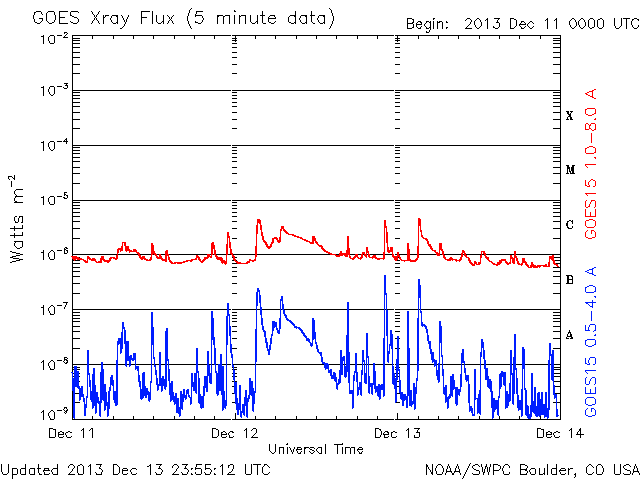 GOES Xray Flux (5 minute data)
Begin: 2013 Dec 11 0000 UTC
10-2
10-3
10-4
10-5
10-6
10-7
10-8
10-9
Watts m-2
X
M
C
B
A
GOES15 1.0-8.0 A
GOES15 0.5-4.0 A
Dec 11
Dec 12
Dec 13
Dec 14
Universal Time
Updated 2013 Dec 13 23:55:12 UTC
NOAA/SWPC Boulder, CO USA